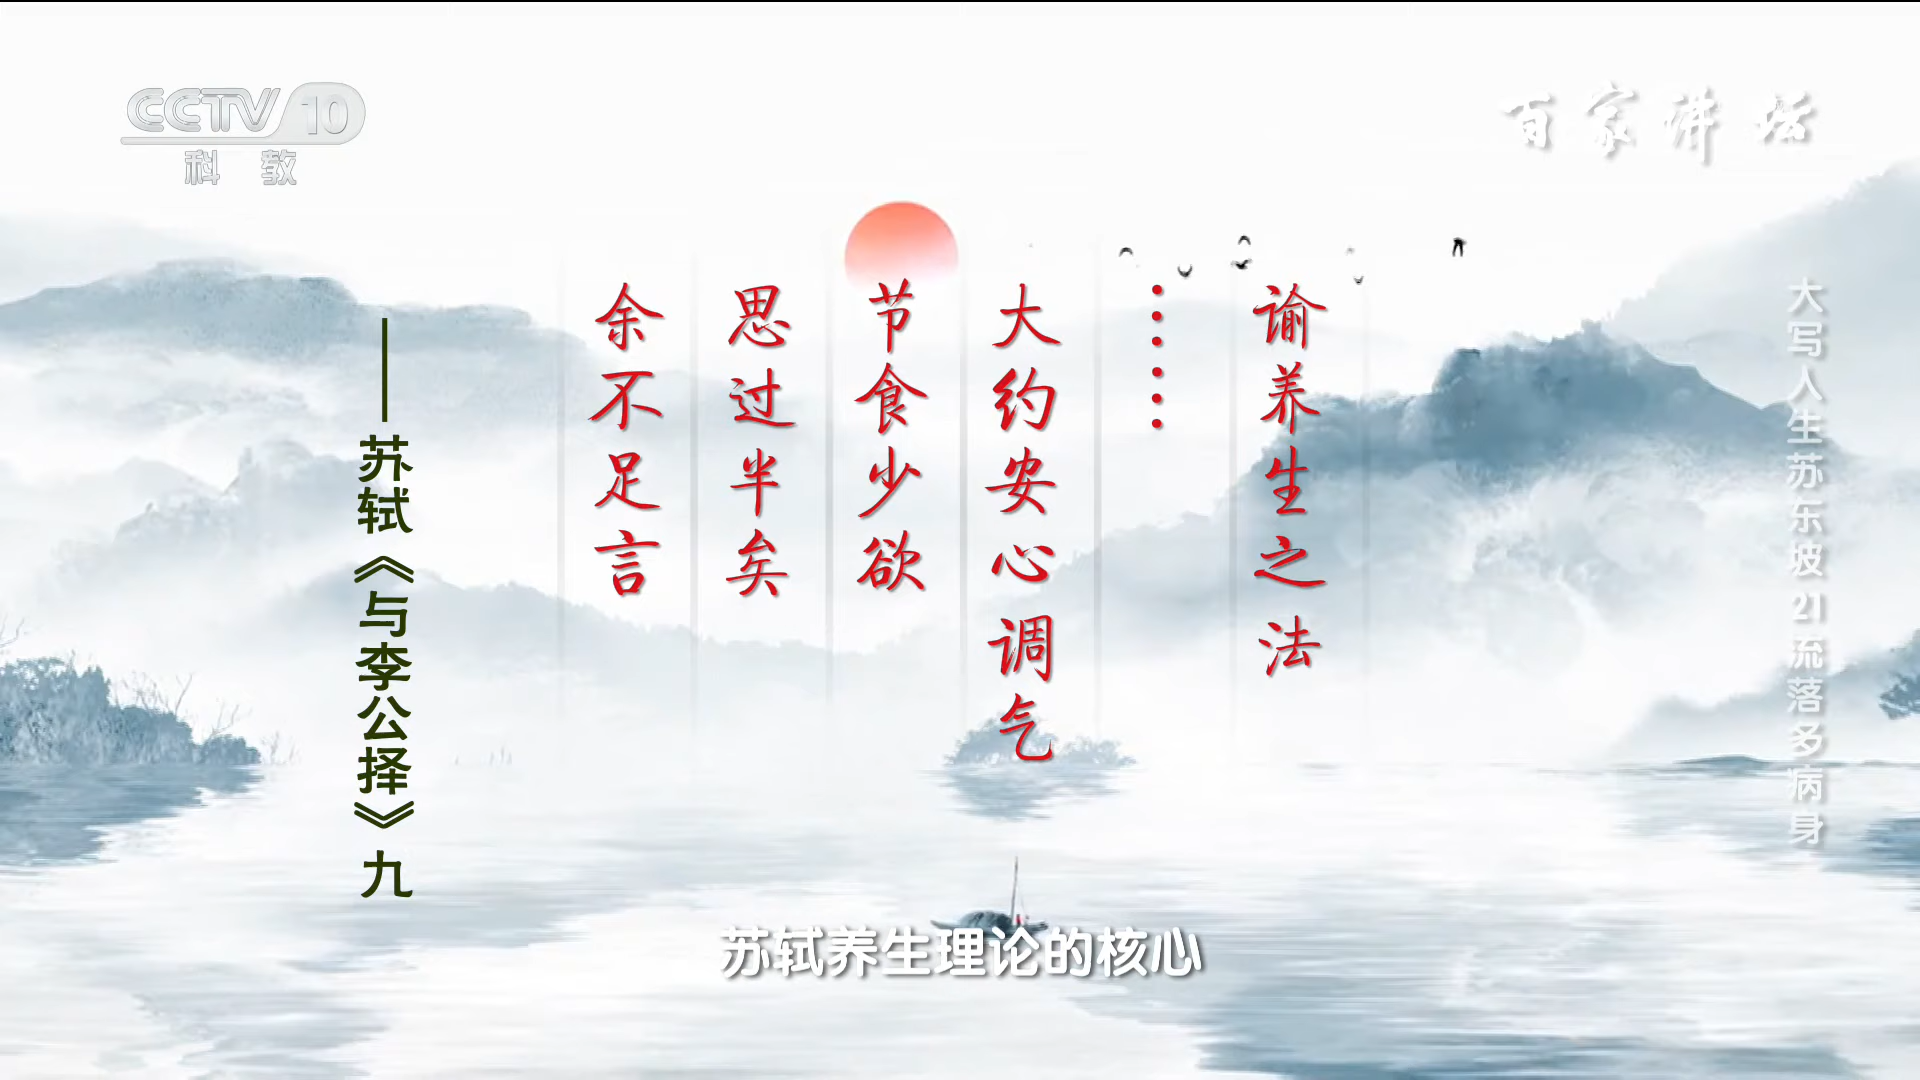 CCTV 10
科教
百家讲坛
谕养生之法
……
大约安心调气
节食少欲
思过半矣
余不足言
——苏轼《与李公择》九
大写人生苏东坡 21 流落多病身
苏轼养生理论的核心